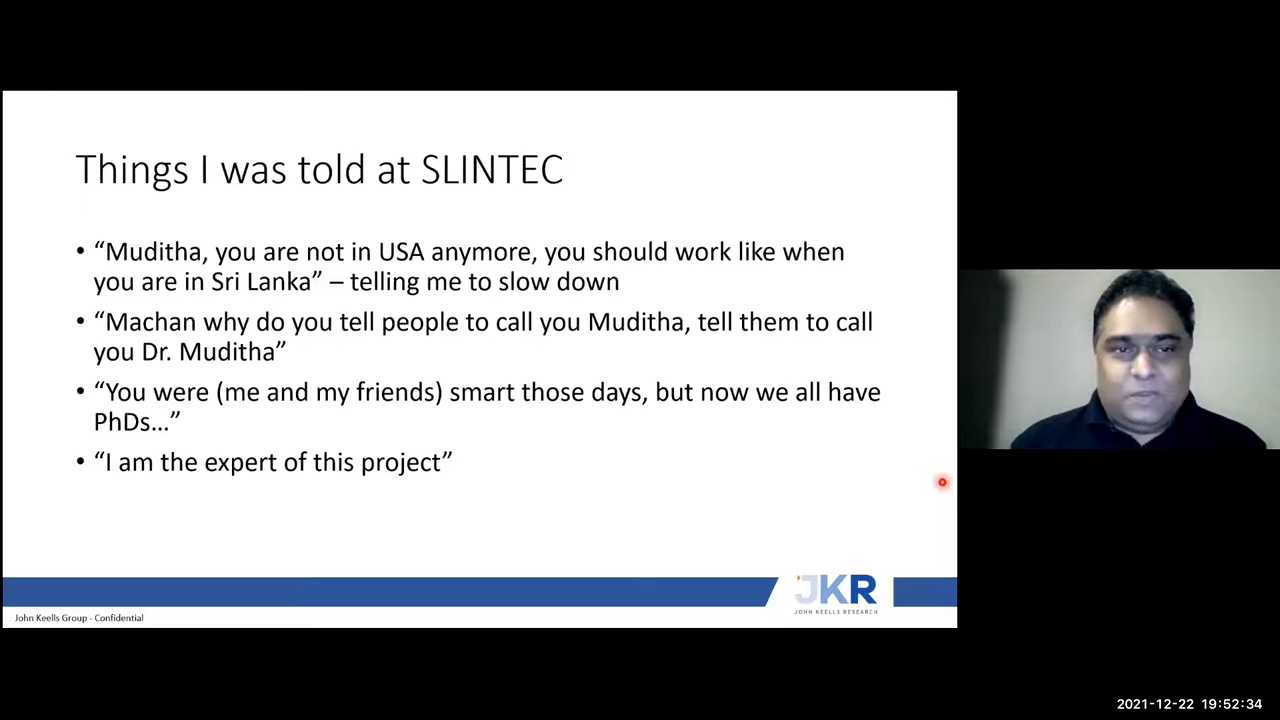 Things I was told at SLINTEC
• “Muditha, you are not in USA anymore, you should work like when
you are in Sri Lanka” – telling me to slow down
• “Machan why do you tell people to call you Muditha, tell them to call
you Dr. Muditha”
• “You were (me and my friends) smart those days, but now we all have
PhDs…”
• “I am the expert of this project”
JKR
JOHN KEELLS RESEARCH
John Keells Group - Confidential
2021-12-22 19:52:34